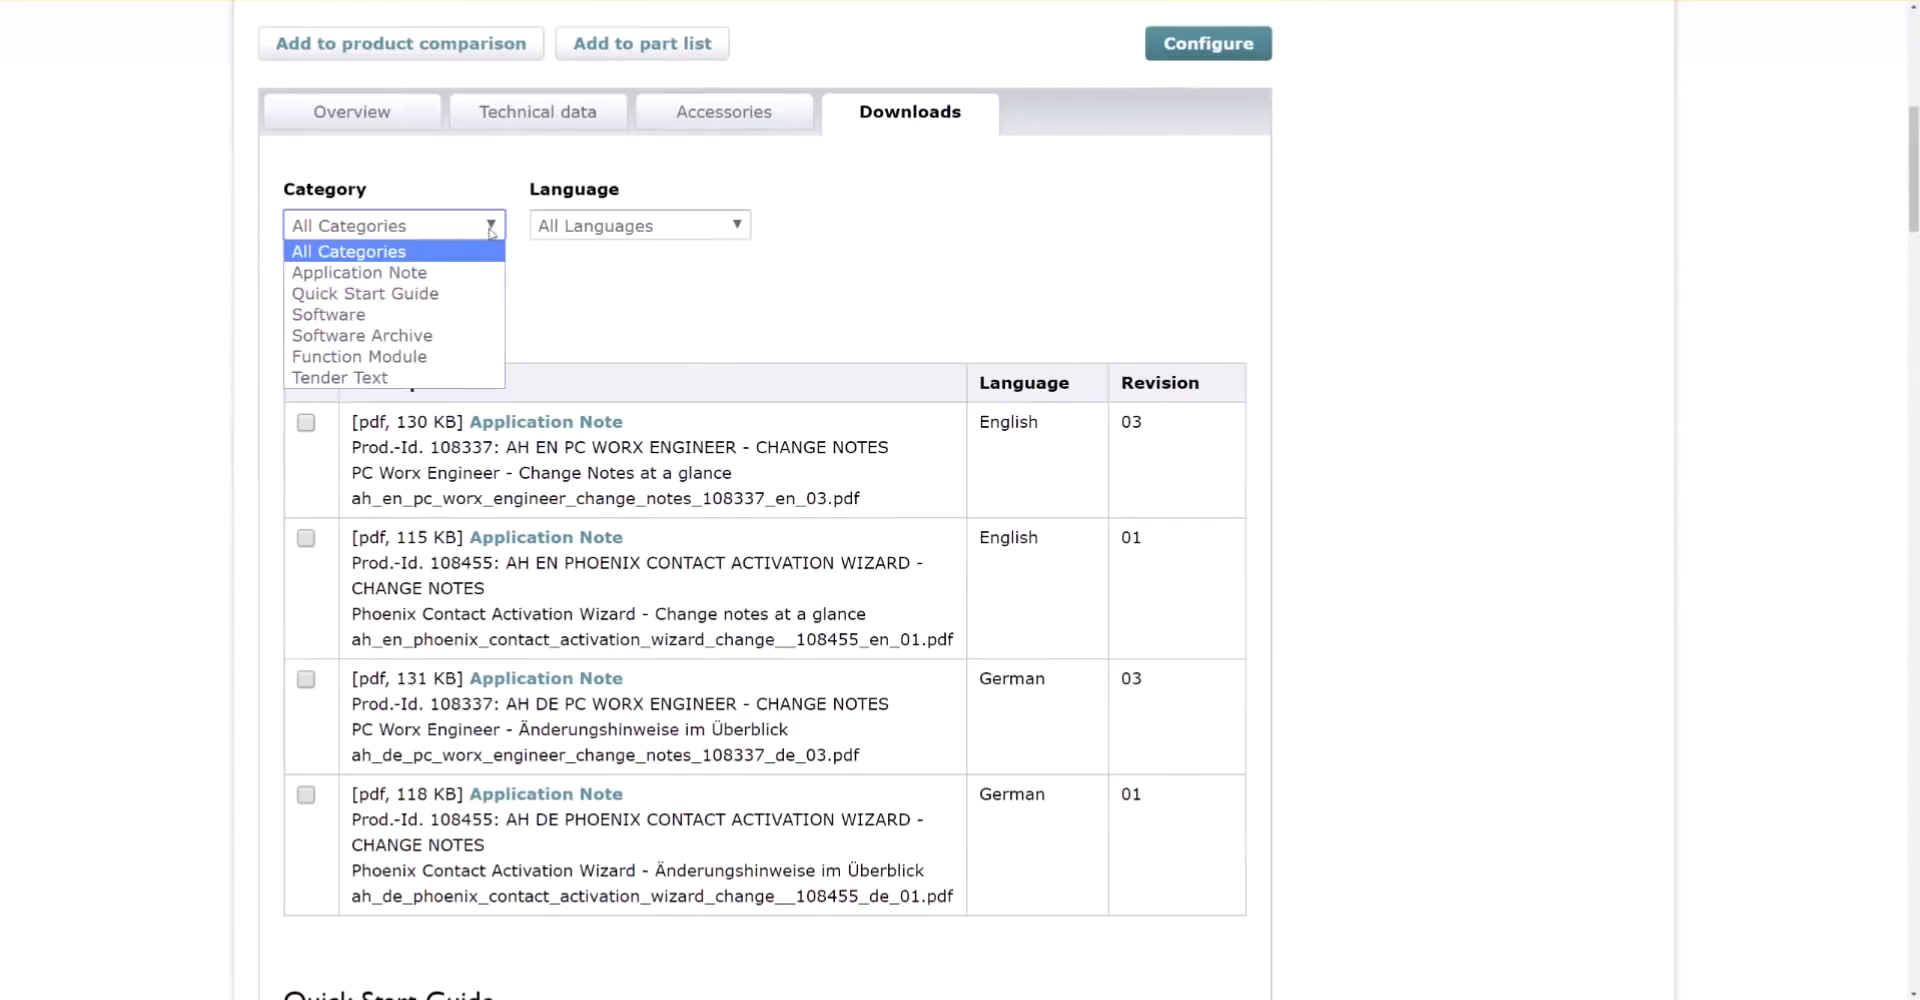 Add to product comparison
Add to part list
Configure
Overview
Technical data
Accessories
Downloads
Category
Language
All Categories
All Languages
All Categories
Application Note
Quick Start Guide
Software
Software Archive
Function Module
Tender Text
Language
Revision
[pdf, 130 KB] Application Note
English
03
Prod.-Id. 108337: AH EN PC WORX ENGINEER - CHANGE NOTES
PC Worx Engineer - Change Notes at a glance
ah_en_pc_worx_engineer_change_notes_108337_en_03.pdf
[pdf, 115 KB] Application Note
English
01
Prod.-Id. 108455: AH EN PHOENIX CONTACT ACTIVATION WIZARD -
CHANGE NOTES
Phoenix Contact Activation Wizard - Change notes at a glance
ah_en_phoenix_contact_activation_wizard_change__108455_en_01.pdf
[pdf, 131 KB] Application Note
German
03
Prod.-Id. 108337: AH DE PC WORX ENGINEER - CHANGE NOTES
PC Worx Engineer - Änderungshinweise im Überblick
ah_de_pc_worx_engineer_change_notes_108337_de_03.pdf
[pdf, 118 KB] Application Note
German
01
Prod.-Id. 108455: AH DE PHOENIX CONTACT ACTIVATION WIZARD -
CHANGE NOTES
Phoenix Contact Activation Wizard - Änderungshinweise im Überblick
ah_de_phoenix_contact_activation_wizard_change__108455_de_01.pdf
Quick Start Guide